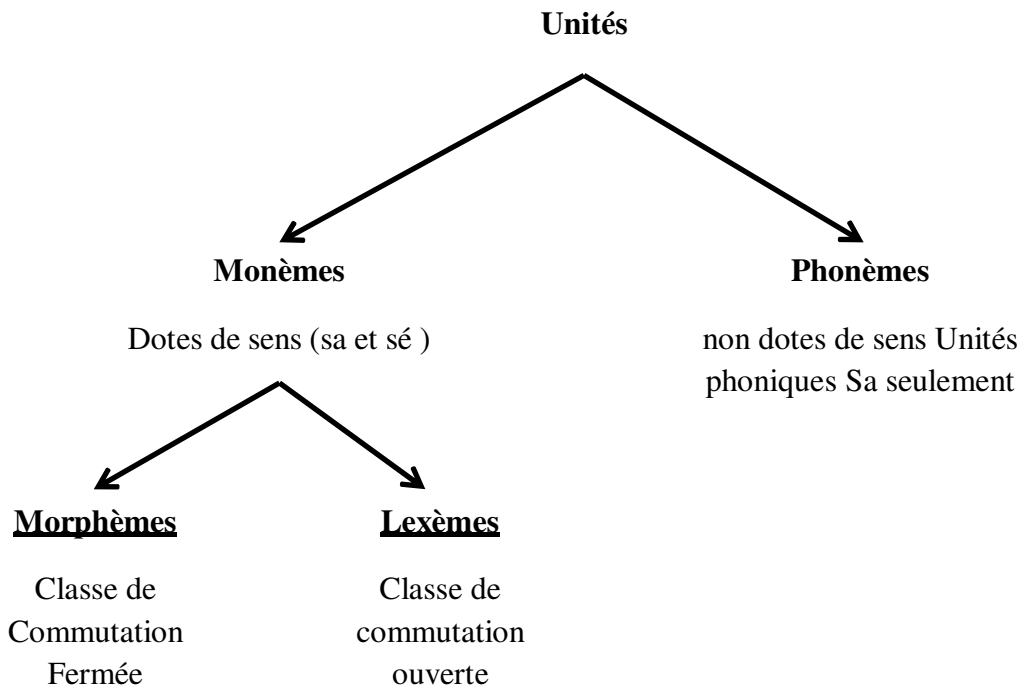 Unités
Monèmes
Phonèmes
Dotes de sens (sa et sé )
non dotes de sens Unités
phoniques Sa seulement
Morphèmes
Lexèmes
Classe de
Commutation
Fermée
Classe de
commutation
ouverte